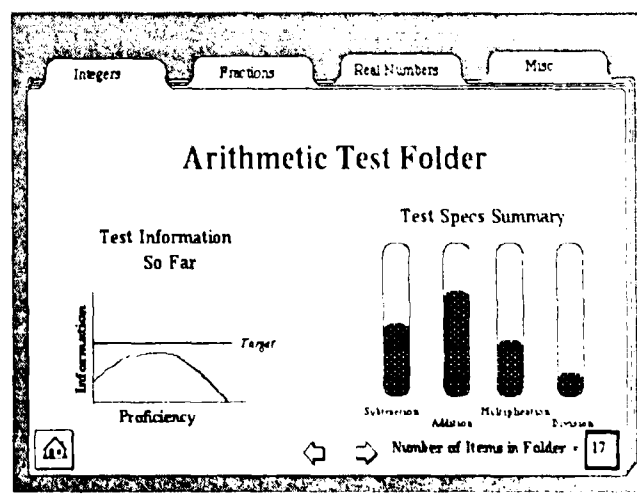 Integers
Fractions
Real Numbers
Misc
Arithmetic Test Folder
Test Information
So Far
Information
Target
Proficiency
Test Specs Summary
Subtraction
Addition
Multiplication
Division
Number of Items in Folder = 17